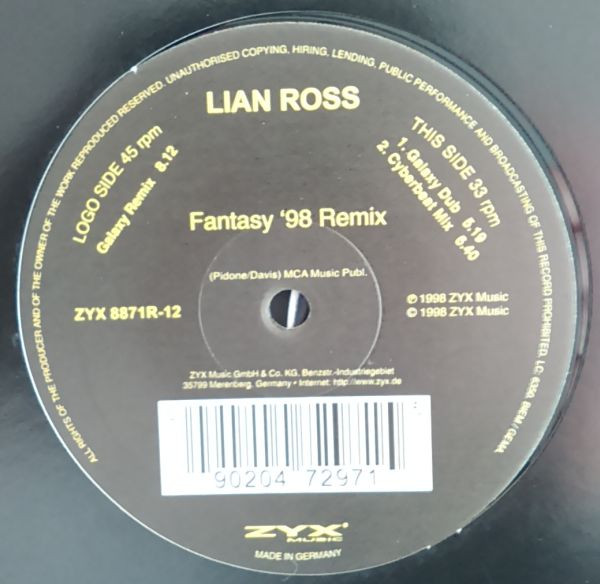 ALL RIGHTS OF THE PRODUCER AND OF THE OWNER OF THE WORK REPRODUCED RESERVED. UNAUTHORISED COPYING, HIRING, LENDING, PUBLIC PERFORMANCE AND BROADCASTING OF THIS RECORD PROHIBITED. LC 6350 BIEM / GEMA
LIAN ROSS
LOGO SIDE 45 rpm
Galaxy Remix 8.12
THIS SIDE 33 rpm
1. Galaxy Dub 5.19
2. Cyberbeat Mix 6.40
Fantasy '98 Remix
(Pidone/Davis) MCA Music Publ.
ZYX 8871R-12
℗ 1998 ZYX Music
© 1998 ZYX Music
ZYX Music GmbH & Co. KG, Benzstr.-Industriegebiet
35799 Merenberg, Germany • Internet: http://www.zyx.de
90204 72971
ZYX®
MUSIC
MADE IN GERMANY